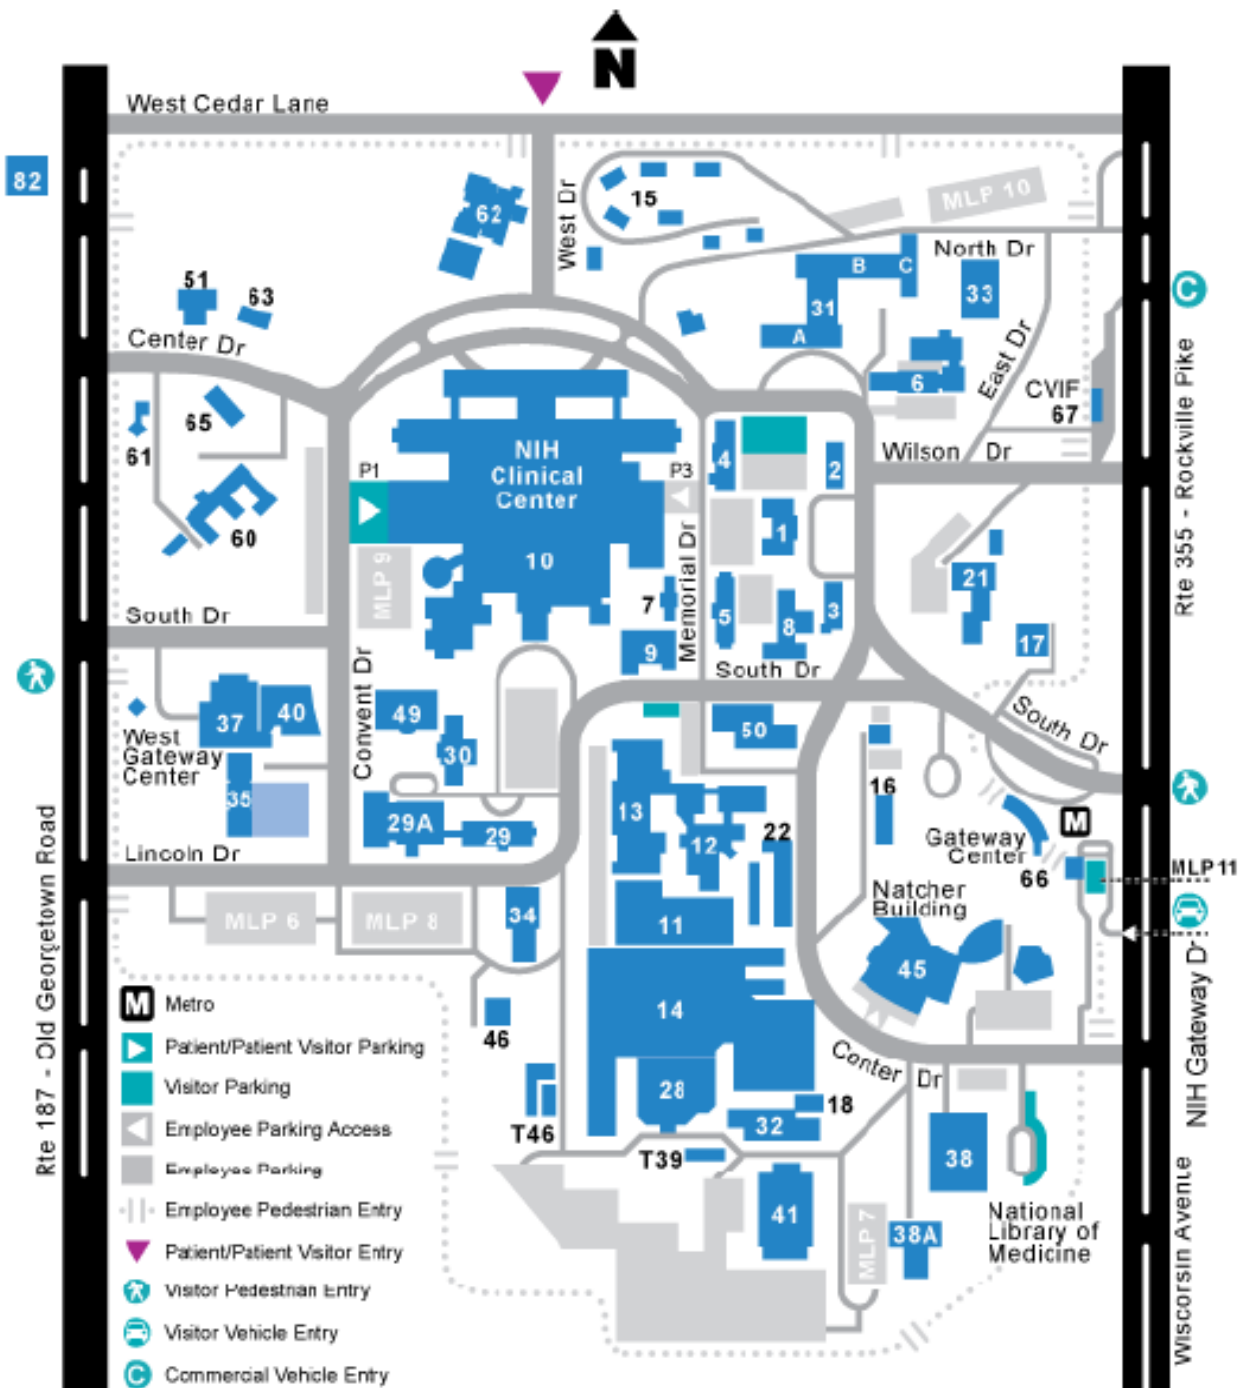 N
West Cedar Lane
82
62
West Dr
15
MLP 10
North Dr
B
C
31
A
33
C
51
63
Center Dr
East Dr
6
CVIF
67
Rte 355 - Rockville Pike
65
61
60
P1
NIH
Clinical
Center
P3
4
2
Wilson Dr
1
10
MLP 9
7
Memorial Dr
5
8
3
21
17
9
South Dr
South Dr
South Dr
37
40
49
Convent Dr
30
50
West
Gateway
Center
35
16
13
12
22
M
Gateway
Center
66
MLP 11
29A
29
Lincoln Dr
Natcher
Building
MLP 6
MLP 8
34
11
45
Rte 187 - Old Georgetown Road
NIH Gateway Dr
14
46
Center Dr
28
18
32
T46
T39
38
41
MLP 7
38A
National
Library of
Medicine
Wiscorsin Avenue
M Metro
Patient/Patient Visitor Parking
Visitor Parking
Employee Parking Access
Employee Parking
Employee Pedestrian Entry
Patient/Patient Visitor Entry
Visitor Pedestrian Entry
Visitor Vehicle Entry
C Commercial Vehicle Entry